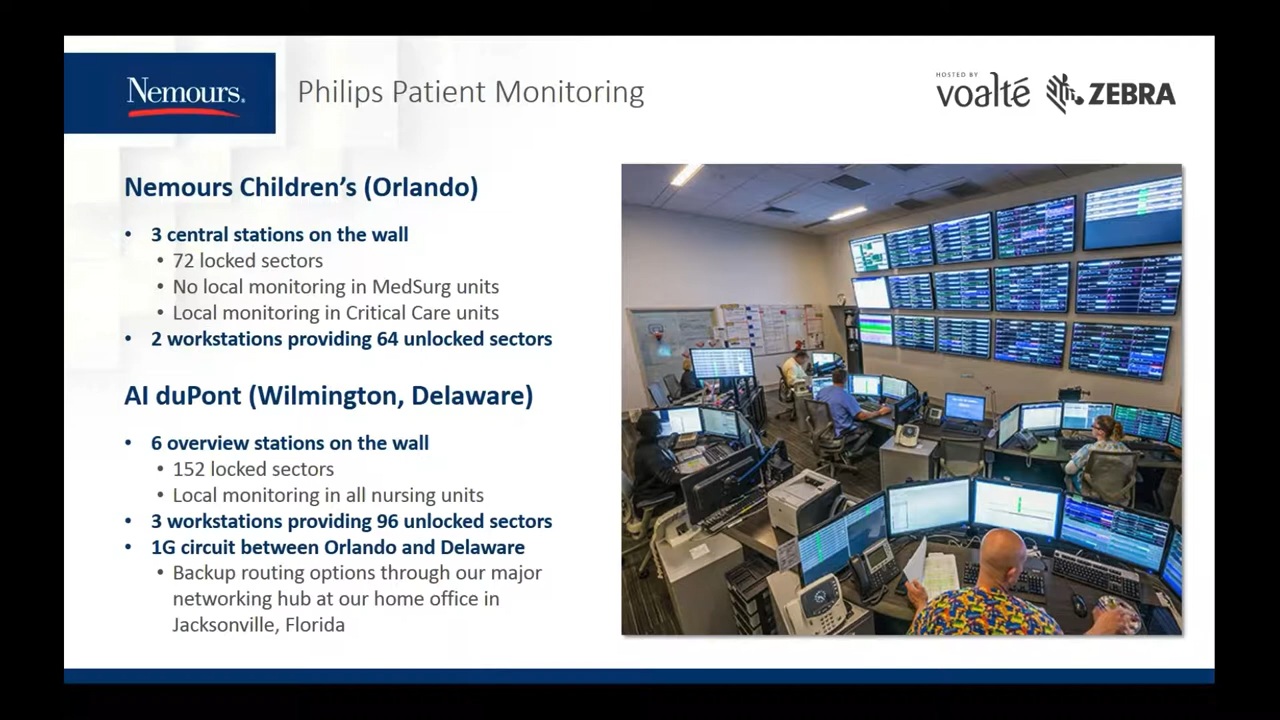 Nemours.
Philips Patient Monitoring
HOSTED BY
voalté
ZEBRA
Nemours Children's (Orlando)
• 3 central stations on the wall
• 72 locked sectors
• No local monitoring in MedSurg units
• Local monitoring in Critical Care units
• 2 workstations providing 64 unlocked sectors
AI duPont (Wilmington, Delaware)
• 6 overview stations on the wall
• 152 locked sectors
• Local monitoring in all nursing units
• 3 workstations providing 96 unlocked sectors
• 1G circuit between Orlando and Delaware
• Backup routing options through our major
networking hub at our home office in
Jacksonville, Florida